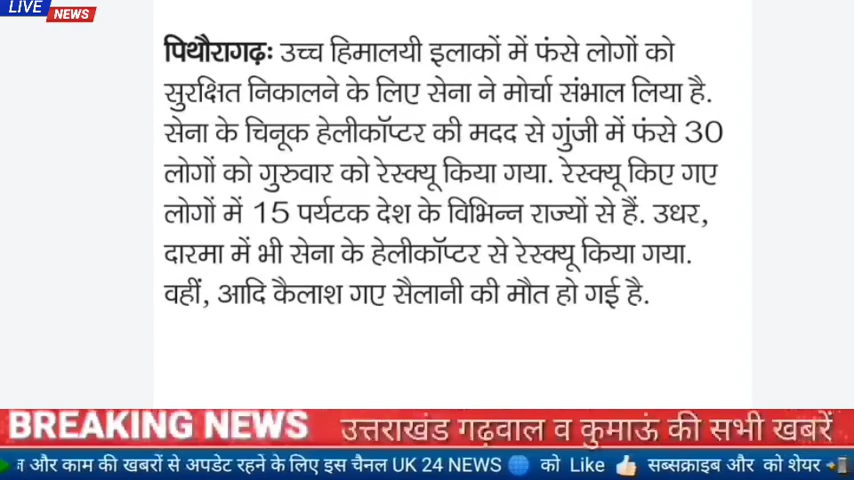 LIVE
NEWS
पिथौरागढ़ः उच्च हिमालयी इलाकों में फंसे लोगों को
सुरक्षित निकालने के लिए सेना ने मोर्चा संभाल लिया है.
सेना के चिनूक हेलीकॉप्टर की मदद से गुंजी में फंसे 30
लोगों को गुरुवार को रेस्क्यू किया गया. रेस्क्यू किए गए
लोगों में 15 पर्यटक देश के विभिन्न राज्यों से हैं. उधर,
दारमा में भी सेना के हेलीकॉप्टर से रेस्क्यू किया गया.
वहीं, आदि कैलाश गए सैलानी की मौत हो गई है.
BREAKING NEWS उत्तराखंड गढ़वाल व कुमाऊं की सभी खबरें
और काम की खबरों से अपडेट रहने के लिए इस चैनल UK 24 NEWS 🌐 को Like 👍🏻 सब्सक्राइब और को शेयर 📲